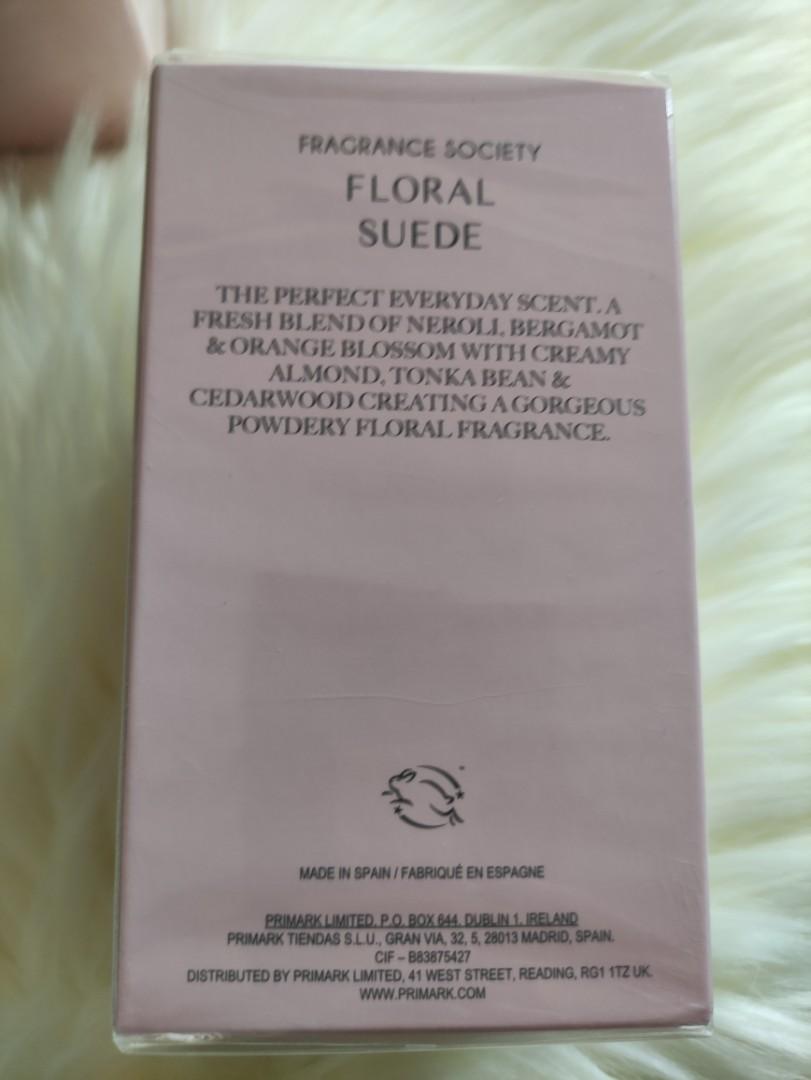 FRAGRANCE SOCIETY
FLORAL
SUEDE
THE PERFECT EVERYDAY SCENT. A
FRESH BLEND OF NEROLI, BERGAMOT
& ORANGE BLOSSOM WITH CREAMY
ALMOND, TONKA BEAN &
CEDARWOOD CREATING A GORGEOUS
POWDERY FLORAL FRAGRANCE.
MADE IN SPAIN / FABRIQUÉ EN ESPAGNE
PRIMARK LIMITED, P.O. BOX 644, DUBLIN 1, IRELAND
PRIMARK TIENDAS S.L.U., GRAN VIA, 32, 5, 28013 MADRID, SPAIN.
CIF – B83875427
DISTRIBUTED BY PRIMARK LIMITED, 41 WEST STREET, READING, RG1 1TZ UK.
WWW.PRIMARK.COM